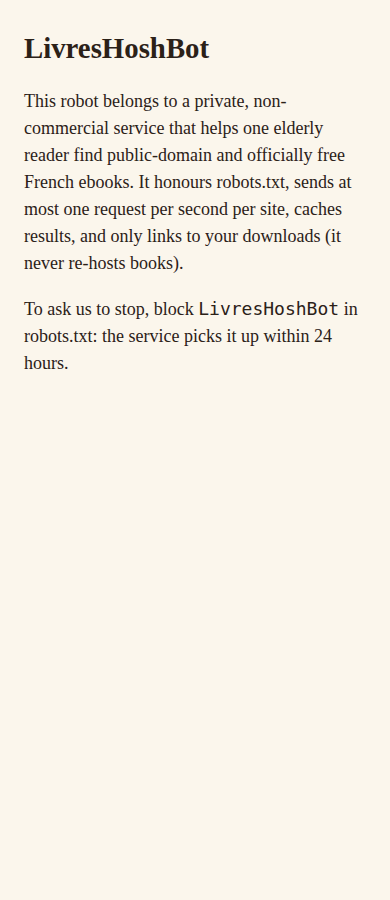 LivresHoshBot
This robot belongs to a private, non-
commercial service that helps one elderly
reader find public-domain and officially free
French ebooks. It honours robots.txt, sends at
most one request per second per site, caches
results, and only links to your downloads (it
never re-hosts books).
To ask us to stop, block LivresHoshBot in
robots.txt: the service picks it up within 24
hours.